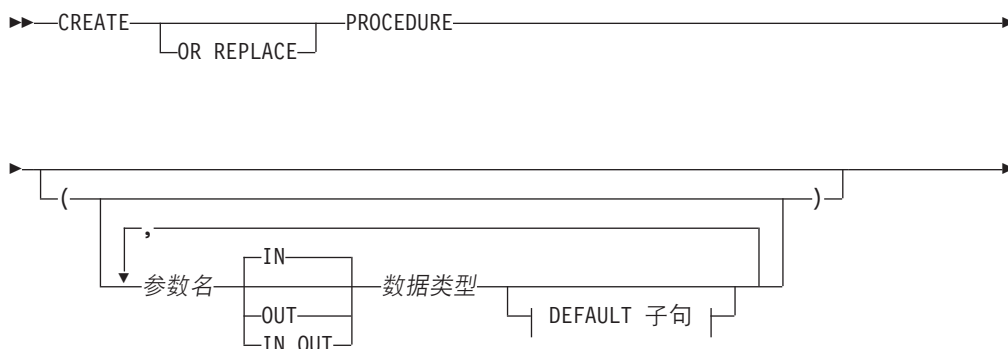 CREATE PROCEDURE
OR REPLACE
( )
,
IN
参数名 数据类型
OUT DEFAULT 子句
IN OUT